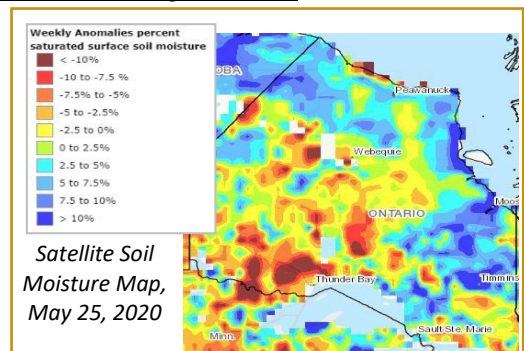 Weekly Anomalies percent
saturated surface soil moisture
< -10%
-10 to -7.5 %
-7.5% to -5%
-5 to -2.5%
-2.5 to 0%
0 to 2.5%
2.5 to 5%
5 to 7.5%
7.5 to 10%
> 10%
OBA
Peawanuck
Webequie
ONTARIO
Moos
Timmins
Thunder Bay
Sault Ste. Marie
Minn.
Satellite Soil
Moisture Map,
May 25, 2020